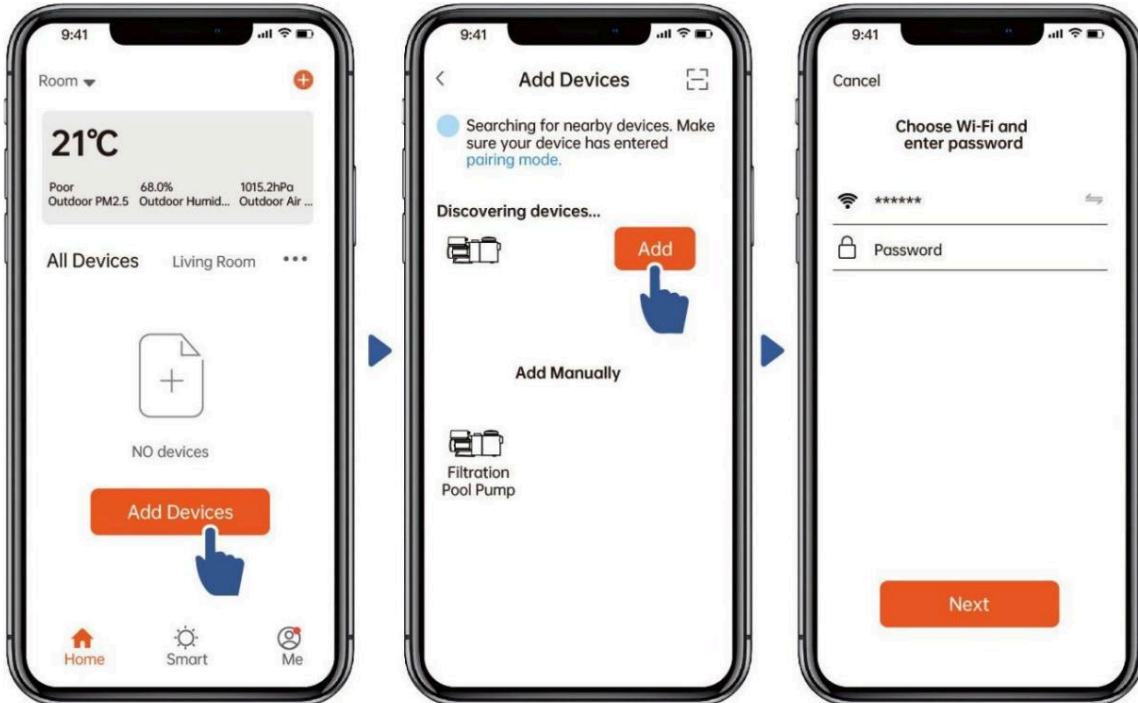 9:41
Room
21℃
Poor 68.0% 1015.2hPa
Outdoor PM2.5 Outdoor Humid... Outdoor Air ...
All Devices Living Room
NO devices
Add Devices
Home Smart Me
9:41
Add Devices
Searching for nearby devices. Make
sure your device has entered
pairing mode.
Discovering devices...
Add
Add Manually
Filtration
Pool Pump
9:41
Cancel
Choose Wi-Fi and
enter password
******
Password
Next